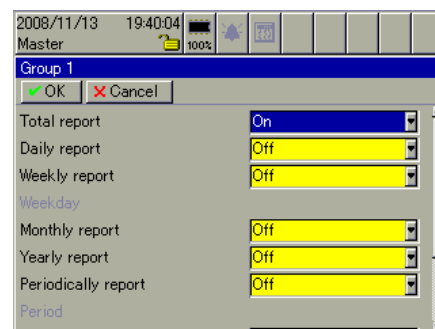 2008/11/13 19:40:04
Master 100%
Group 1
OK Cancel
Total report On
Daily report Off
Weekly report Off
Weekday
Monthly report Off
Yearly report Off
Periodically report Off
Period